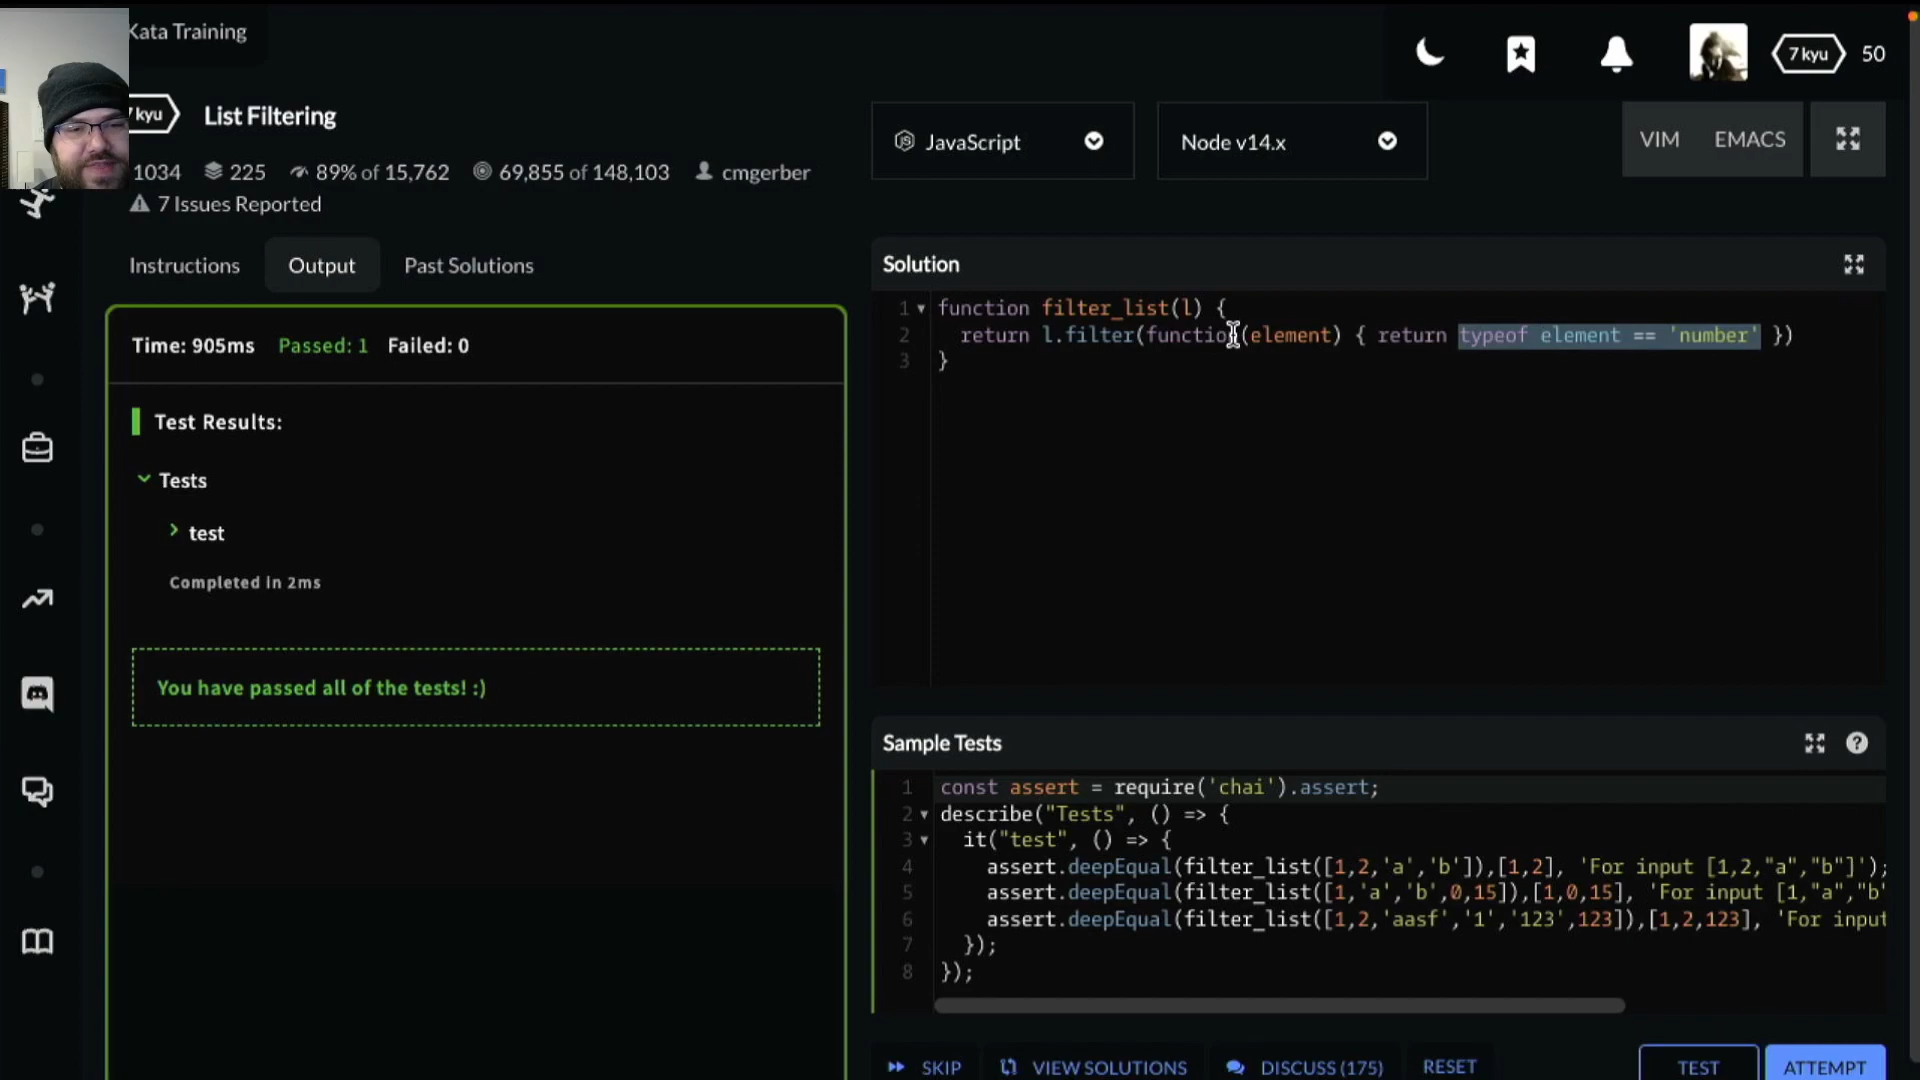 Kata Training
7 kyu
50
kyu
List Filtering
JavaScript
Node v14.x
VIM
EMACS
1034
225
89% of 15,762
69,855 of 148,103
cmgerber
7 Issues Reported
Instructions
Output
Past Solutions
Time: 905ms
Passed: 1
Failed: 0
Test Results:
Tests
test
Completed in 2ms
You have passed all of the tests! :)
Solution
1 function filter_list(l) {
2 return l.filter(function(element) { return typeof element == 'number' })
3 }
Sample Tests
1 const assert = require('chai').assert;
2 describe("Tests", () => {
3 it("test", () => {
4 assert.deepEqual(filter_list([1,2,'a','b']),[1,2], 'For input [1,2,"a","b"]');
5 assert.deepEqual(filter_list([1,'a','b',0,15]),[1,0,15], 'For input [1,"a","b"
6 assert.deepEqual(filter_list([1,2,'aasf','1','123',123]),[1,2,123], 'For input
7 });
8 });
SKIP
VIEW SOLUTIONS
DISCUSS (175)
RESET
TEST
ATTEMPT